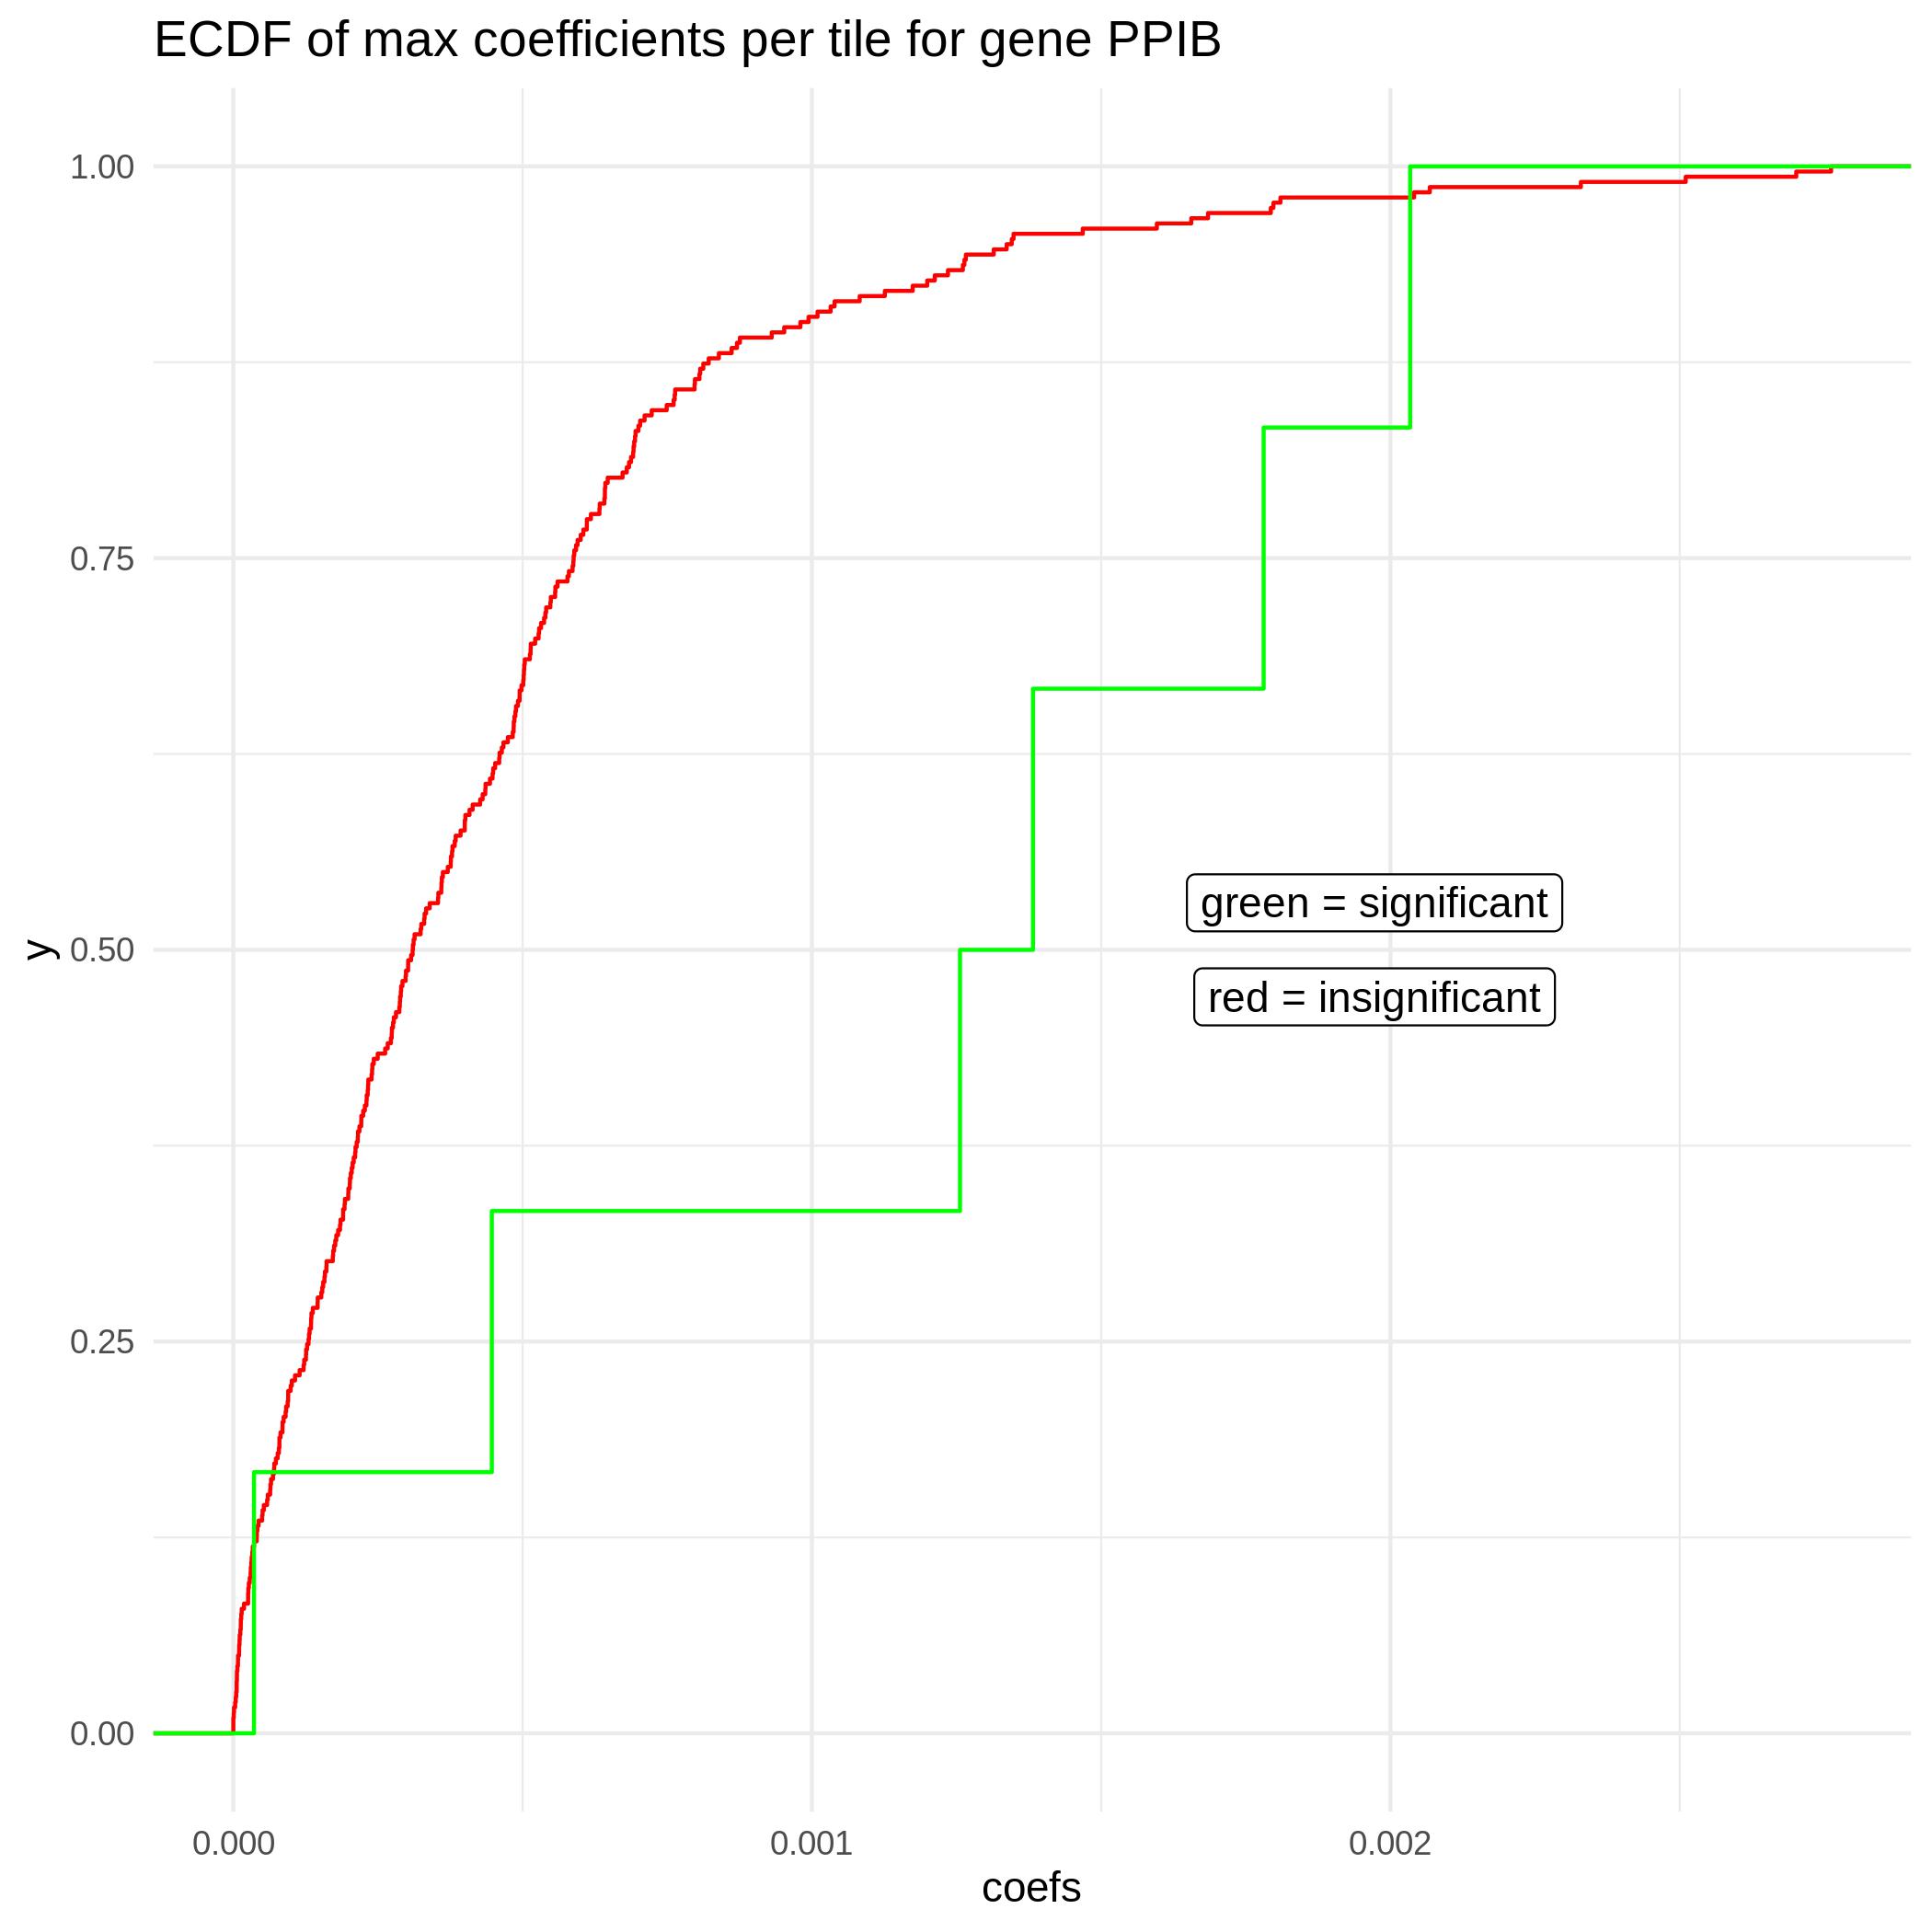 ECDF of max coefficients per tile for gene PPIB
1.00
0.75
0.50
0.25
0.00
y
green = significant
red = insignificant
0.000 0.001 0.002
coefs